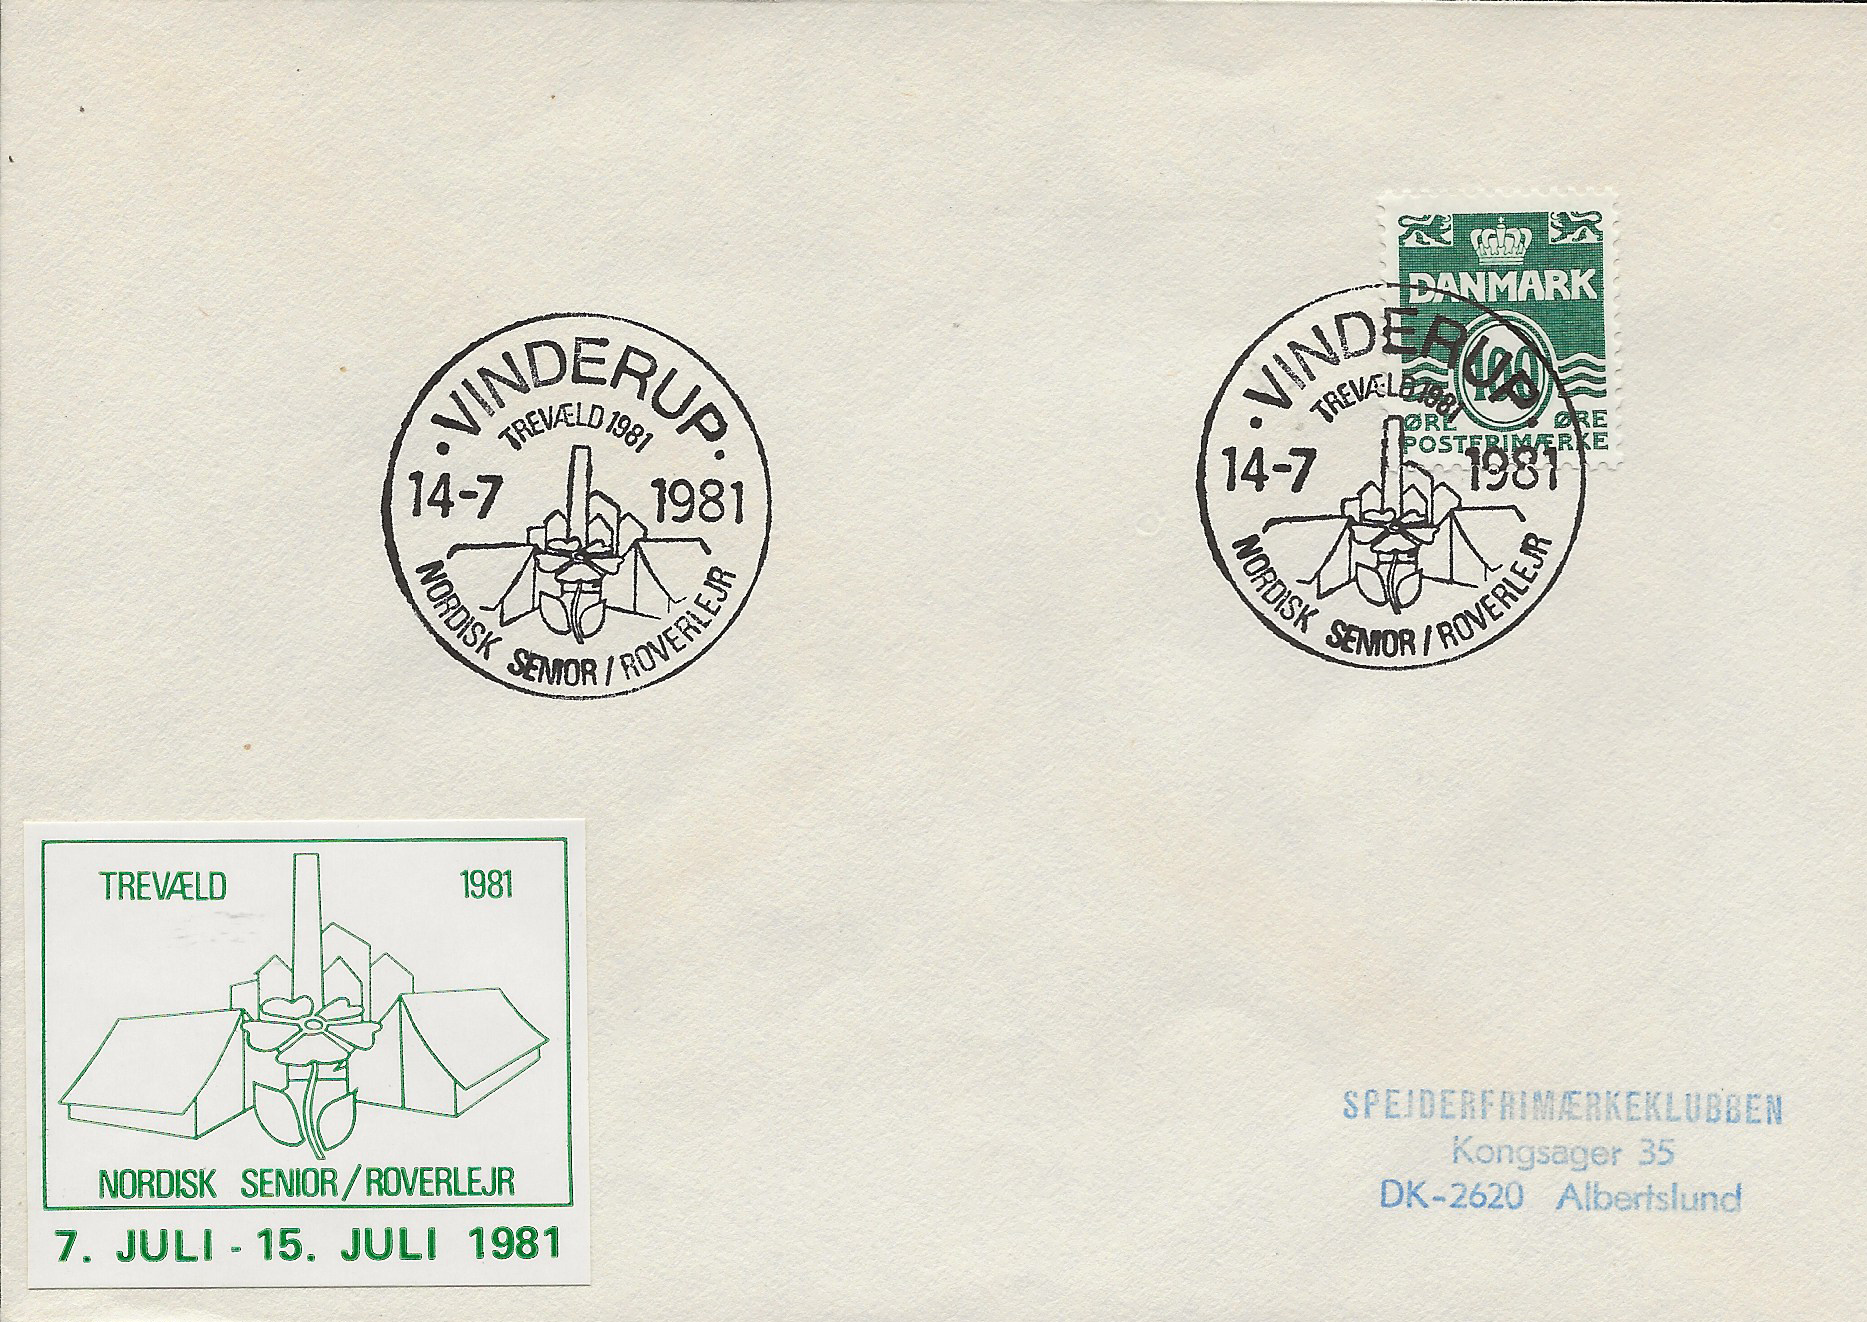 DANMARK
100
ØRE ØRE
POSTFRIMÆRKE
VINDERUP
TREVÆLD 1981
14-7 1981
NORDISK SENIOR / ROVERLEJR
VINDERUP
TREVÆLD 1981
14-7 1981
NORDISK SENIOR / ROVERLEJR
TREVÆLD 1981
NORDISK SENIOR / ROVERLEJR
7. JULI - 15. JULI 1981
SPEJDERFRIMÆRKEKLUBBEN
Kongsager 35
DK-2620 Albertslund